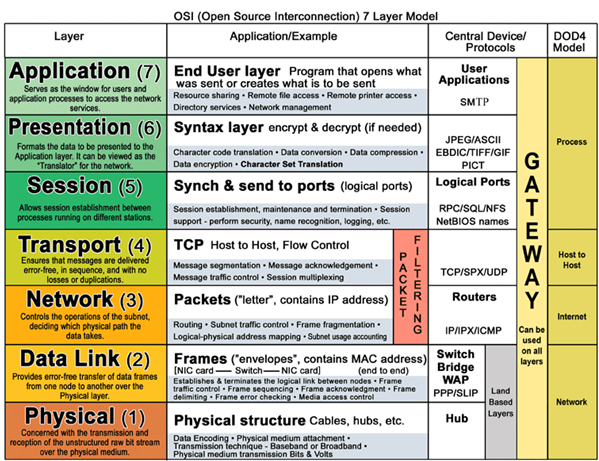 OSI (Open Source Interconnection) 7 Layer Model
Layer
Application/Example
Central Device/
Protocols
DOD4
Model
Application (7)
Serves as the window for users and
application processes to access the network
services.
End User layer Program that opens what
was sent or creates what is to be sent
Resource sharing • Remote file access • Remote printer access •
Directory services • Network management
User
Applications
SMTP
Presentation (6)
Formats the data to be presented to the
Application layer. It can be viewed as the
"Translator" for the network.
Syntax layer encrypt & decrypt (if needed)
Character code translation • Data conversion • Data compression •
Data encryption • Character Set Translation
JPEG/ASCII
EBDIC/TIFF/GIF
PICT
Process
Session (5)
Allows session establishment between
processes running on different stations.
Synch & send to ports (logical ports)
Session establishment, maintenance and termination • Session
support - perform security, name recognition, logging, etc.
Logical Ports
RPC/SQL/NFS
NetBIOS names
Transport (4)
Ensures that messages are delivered
error-free, in sequence, and with no
losses or duplications.
TCP Host to Host, Flow Control
Message segmentation • Message acknowledgement •
Message traffic control • Session multiplexing
PACKET
FILTERING
TCP/SPX/UDP
Host to
Host
Network (3)
Controls the operations of the subnet,
deciding which physical path the
data takes.
Packets ("letter", contains IP address)
Routing • Subnet traffic control • Frame fragmentation •
Logical-physical address mapping • Subnet usage accounting
Routers
IP/IPX/ICMP
Internet
GATEWAY
Can be
used
on all
layers
Data Link (2)
Provides error-free transfer of data frames
from one node to another over the
Physical layer.
Frames ("envelopes", contains MAC address)
[NIC card — Switch — NIC card] (end to end)
Establishes & terminates the logical link between nodes • Frame
traffic control • Frame sequencing • Frame acknowledgment • Frame
delimiting • Frame error checking • Media access control
Switch
Bridge
WAP
PPP/SLIP
Land
Based
Layers
Network
Physical (1)
Concerned with the transmission and
reception of the unstructured raw bit stream
over the physical medium.
Physical structure Cables, hubs, etc.
Data Encoding • Physical medium attachment •
Transmission technique - Baseband or Broadband •
Physical medium transmission Bits & Volts
Hub